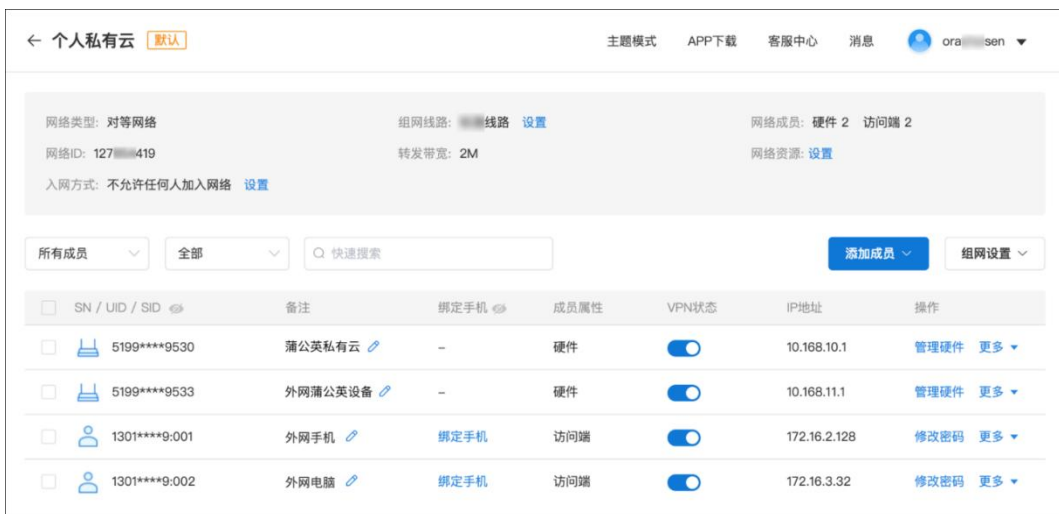 个人私有云 默认 主题模式 APP下载 客服中心 消息 ora sen
网络类型: 对等网络 组网线路: 线路 设置 网络成员: 硬件 2 访问端 2
网络ID: 127 419 转发带宽: 2M 网络资源: 设置
入网方式: 不允许任何人加入网络 设置
所有成员 全部 快速搜索 添加成员 组网设置
SN / UID / SID 备注 绑定手机 成员属性 VPN状态 IP地址 操作
5199****9530 蒲公英私有云 – 硬件 10.168.10.1 管理硬件 更多
5199****9533 外网蒲公英设备 – 硬件 10.168.11.1 管理硬件 更多
1301****9:001 外网手机 绑定手机 访问端 172.16.2.128 修改密码 更多
1301****9:002 外网电脑 绑定手机 访问端 172.16.3.32 修改密码 更多